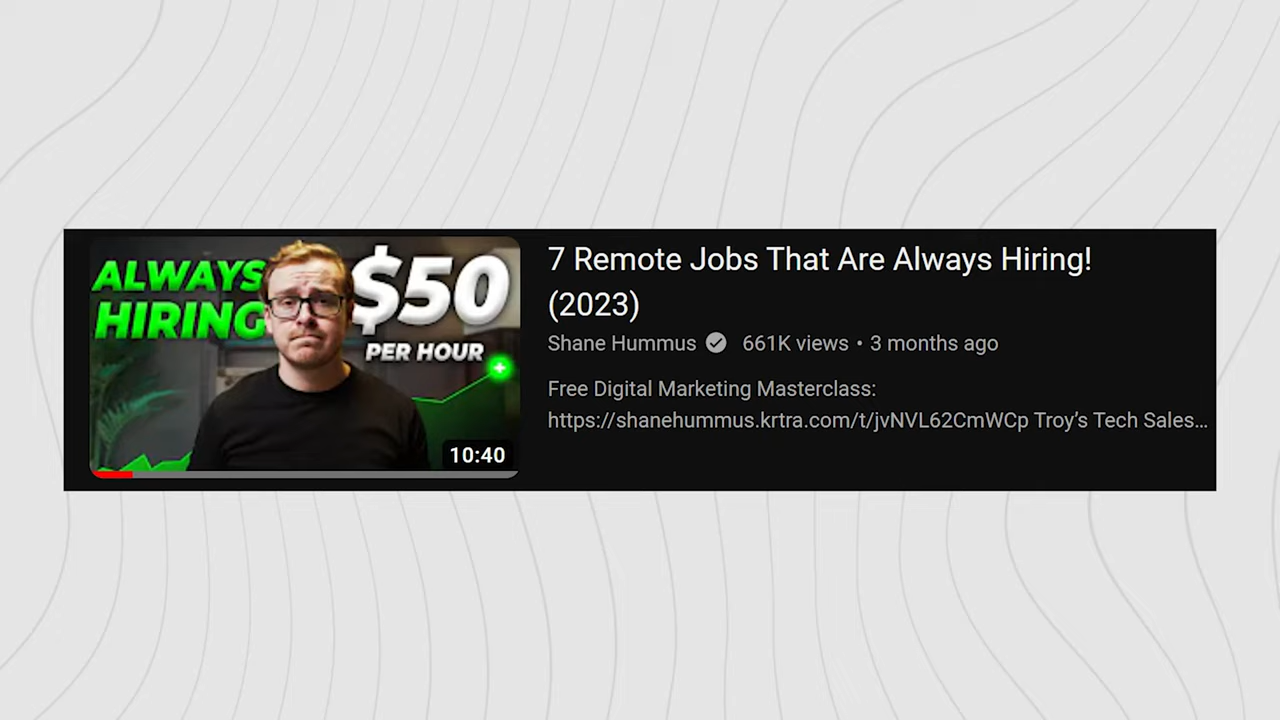 ALWAYS
HIRING
$50
PER HOUR
10:40
7 Remote Jobs That Are Always Hiring!
(2023)
Shane Hummus 661K views • 3 months ago
Free Digital Marketing Masterclass:
https://shanehummus.krtra.com/t/jvNVL62CmWCp Troy’s Tech Sales...